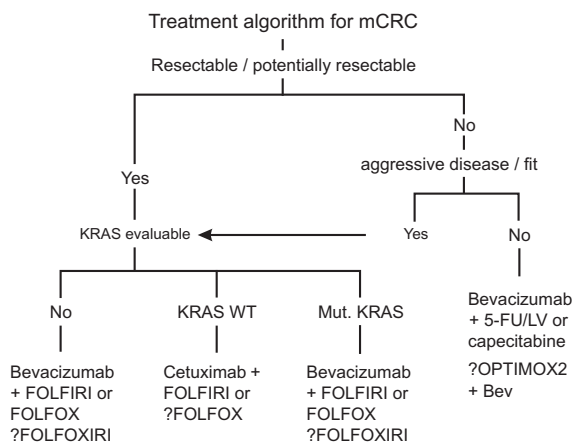 Treatment algorithm for mCRC
Resectable / potentially resectable
No
aggressive disease / fit
Yes
KRAS evaluable
Yes
No
No
KRAS WT
Mut. KRAS
Bevacizumab
+ 5-FU/LV or
capecitabine
?OPTIMOX2
+ Bev
Bevacizumab
+ FOLFIRI or
FOLFOX
?FOLFOXIRI
Cetuximab +
FOLFIRI or
?FOLFOX
Bevacizumab
+ FOLFIRI or
FOLFOX
?FOLFOXIRI